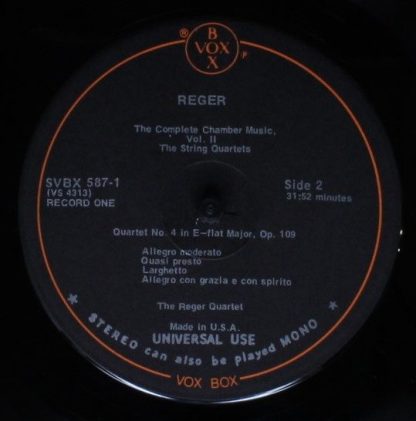 B
VOX
X
®
P
REGER
The Complete Chamber Music,
Vol. II
The String Quartets
SVBX 587-1
(VS 4313)
RECORD ONE
Side 2
31:52 minutes
Quartet No. 4 in E-flat Major, Op. 109
Allegro moderato
Quasi presto
Larghetto
Allegro con grazia e con spirito
The Reger Quartet
Made in U.S.A.
UNIVERSAL USE
★ STEREO can also be played MONO ★
VOX BOX